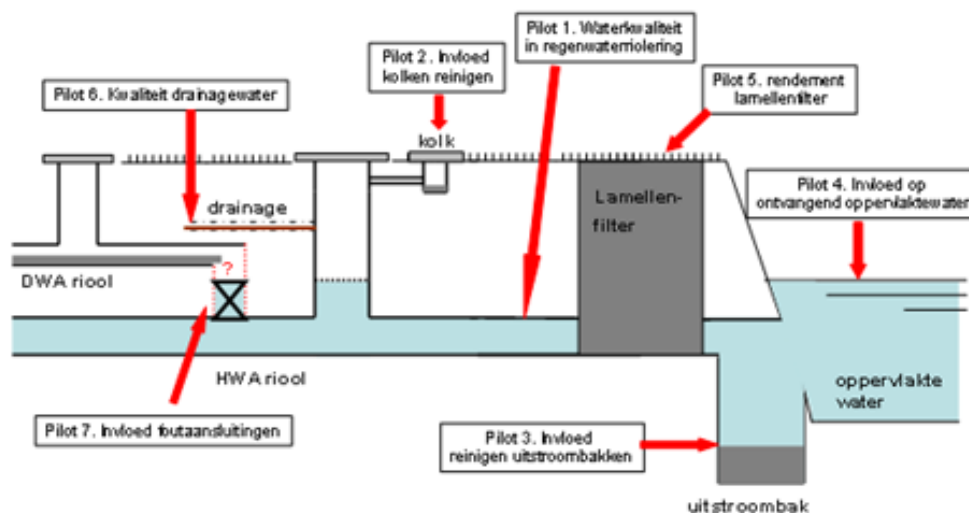 Pilot 1. Waterkwaliteit
in regenwaterriolering
Pilot 2. Invloed
kolken reinigen
Pilot 5. rendement
lamellenfilter
Pilot 6. Kwaliteit drainagewater
kolk
Pilot 4. Invloed op
ontvangend oppervlaktewater
Lamellen-
filter
drainage
?
DWA riool
HWA riool
oppervlakte
water
Pilot 7. Invloed foutaansluitingen
Pilot 3. Invloed
reinigen uitstroombakken
uitstroombak